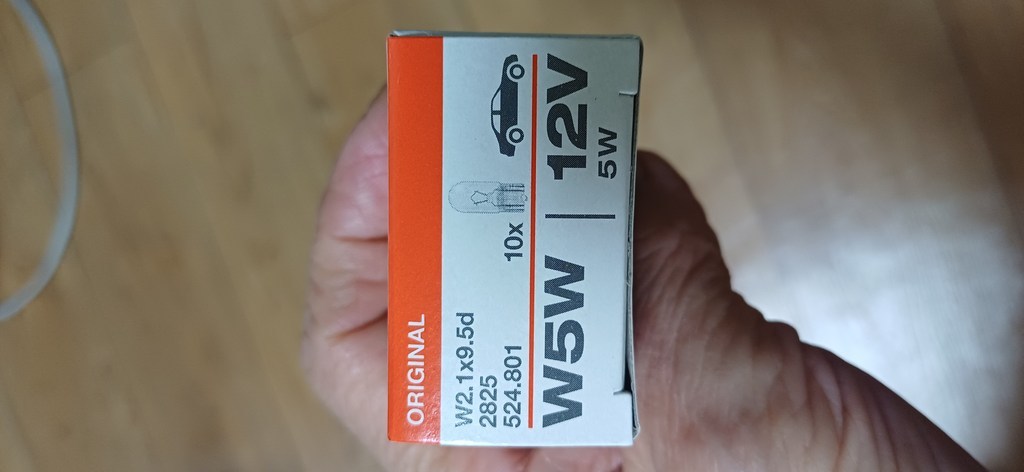 ORIGINAL
W2.1x9.5d
2825
524.801
10x
W5W
12V
5W